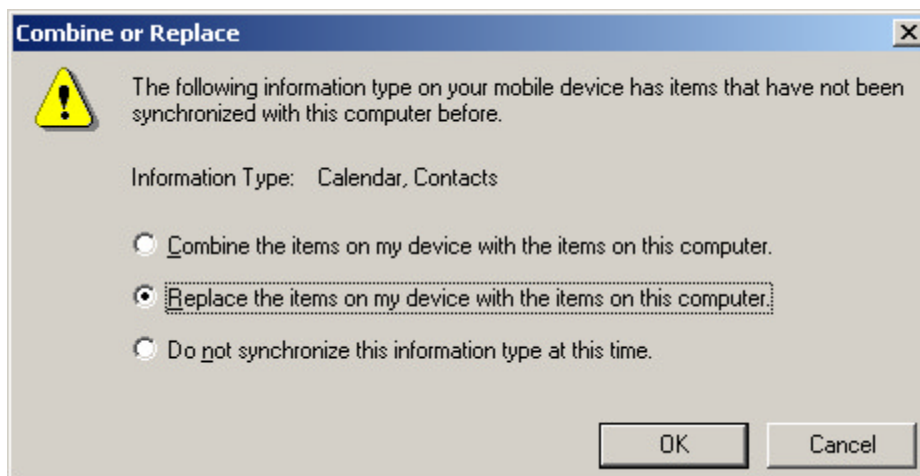 Combine or Replace
The following information type on your mobile device has items that have not been
synchronized with this computer before.
Information Type: Calendar, Contacts
Combine the items on my device with the items on this computer.
Replace the items on my device with the items on this computer.
Do not synchronize this information type at this time.
OK Cancel